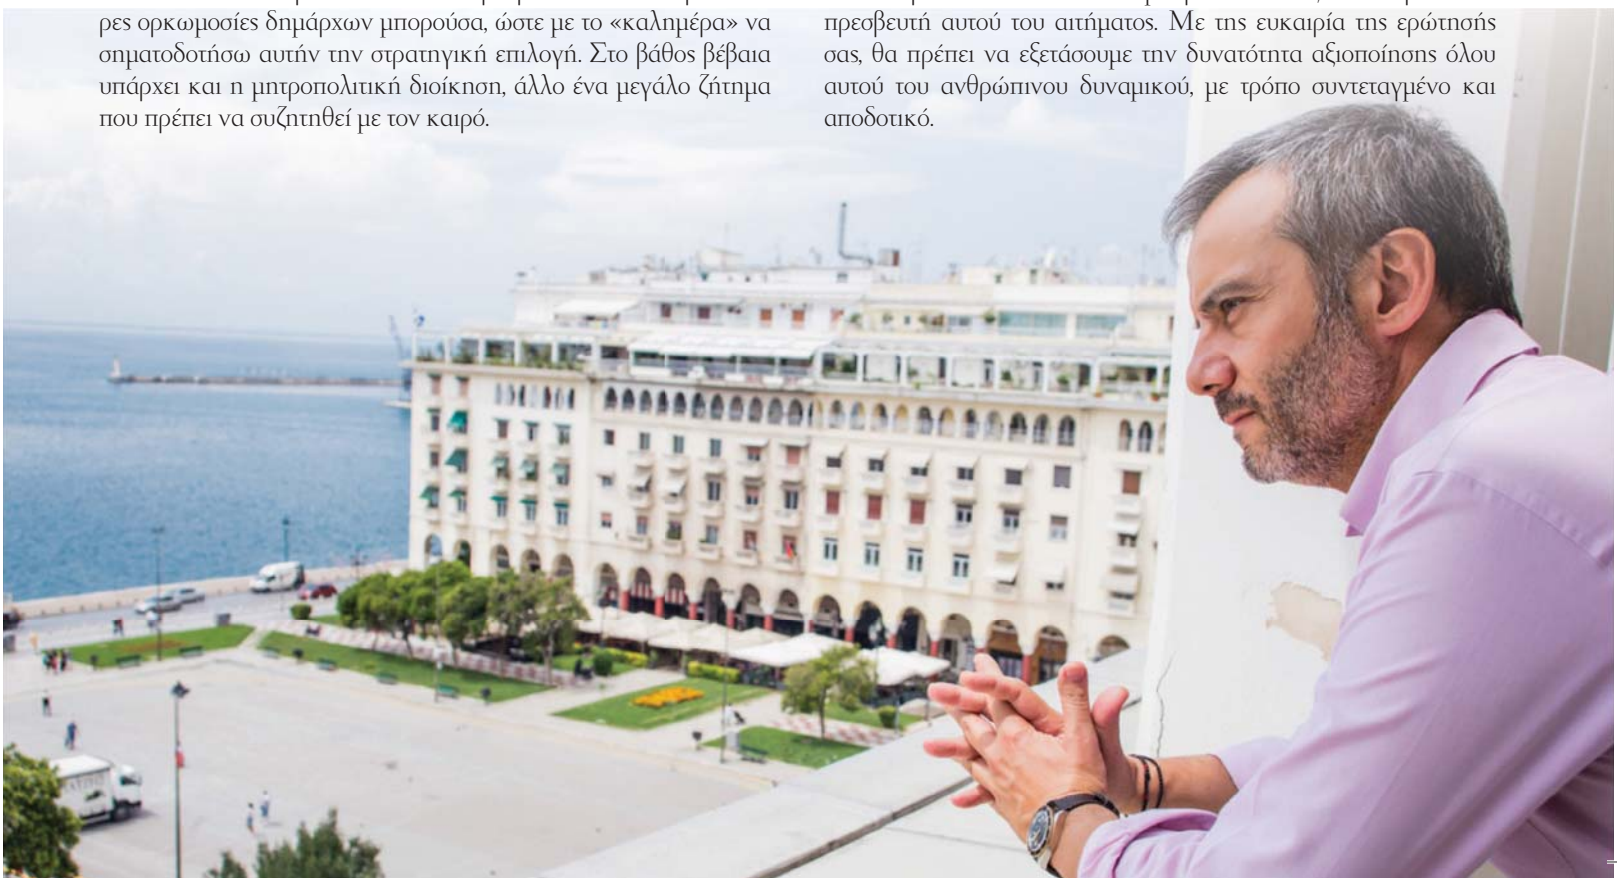 ρες ορκωμοσίες δημάρχων μπορούσα, ώστε με το «καλημέρα» να
σηματοδοτήσω αυτήν την στρατηγική επιλογή. Στο βάθος βέβαια
υπάρχει και η μητροπολιτική διοίκηση, άλλο ένα μεγάλο ζήτημα
που πρέπει να συζητηθεί με τον καιρό.
πρεσβευτή αυτού του αιτήματος. Με της ευκαιρία της ερώτησής
σας, θα πρέπει να εξετάσουμε την δυνατότητα αξιοποίησης όλου
αυτού του ανθρώπινου δυναμικού, με τρόπο συντεταγμένο και
αποδοτικό.